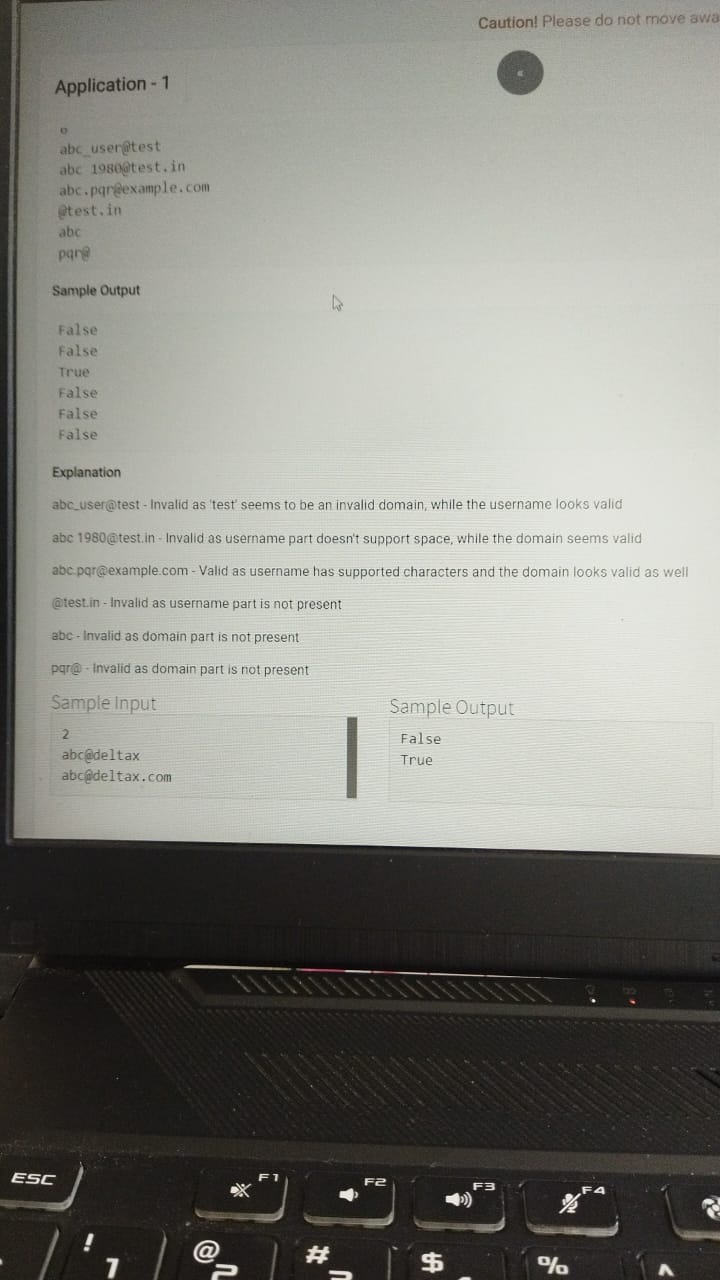 Caution! Please do not move awa
Application - 1
abc_user@test
abc 1980@test.in
abc.pqr@example.com
@test.in
abc
pqr@
Sample Output
False
False
True
False
False
False
Explanation
abc_user@test - Invalid as 'test' seems to be an invalid domain, while the username looks valid
abc 1980@test.in - Invalid as username part doesn't support space, while the domain seems valid
abc.pqr@example.com - Valid as username has supported characters and the domain looks valid as well
@test.in - Invalid as username part is not present
abc - Invalid as domain part is not present
pqr@ - Invalid as domain part is not present
Sample Input
2
abc@deltax
abc@deltax.com
Sample Output
False
True
ESC
F1
F2
F3
F4
! 1
@ 2
#
$
%
^